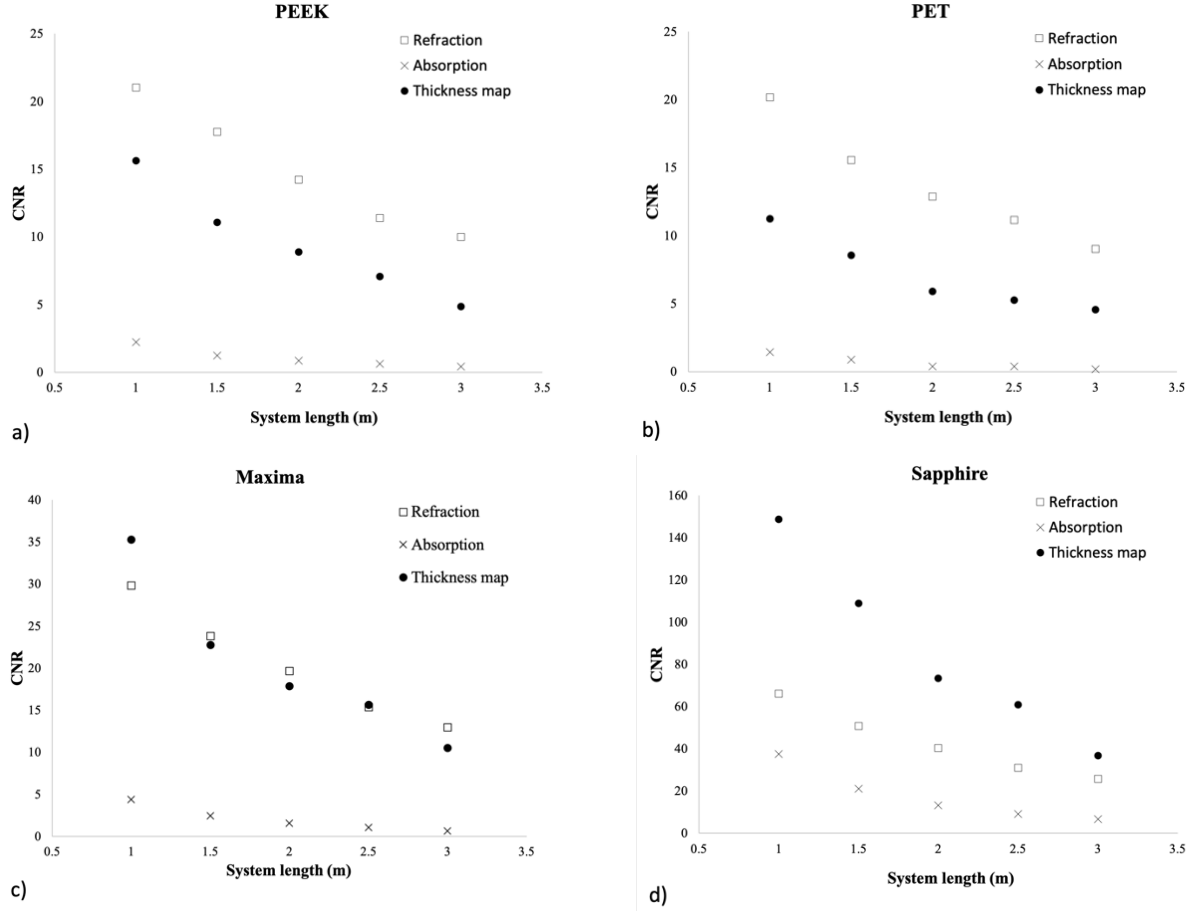 PEEK
25
20
15
10
5
0
CNR
0.5 1 1.5 2 2.5 3 3.5
System length (m)
Refraction
Absorption
Thickness map
a)
PET
25
20
15
10
5
0
CNR
0.5 1 1.5 2 2.5 3 3.5
System length (m)
Refraction
Absorption
Thickness map
b)
Maxima
40
35
30
25
20
15
10
5
0
CNR
0.5 1 1.5 2 2.5 3 3.5
System length (m)
Refraction
Absorption
Thickness map
c)
Sapphire
160
140
120
100
80
60
40
20
0
CNR
0.5 1 1.5 2 2.5 3 3.5
System length (m)
Refraction
Absorption
Thickness map
d)